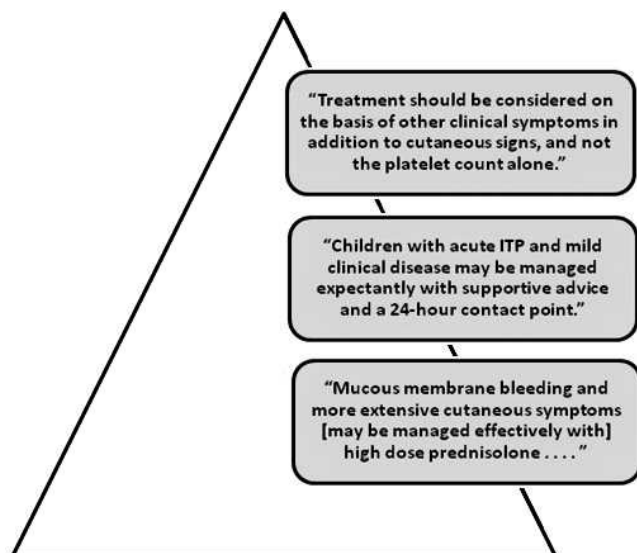 “Treatment should be considered on
the basis of other clinical symptoms in
addition to cutaneous signs, and not
the platelet count alone.”
“Children with acute ITP and mild
clinical disease may be managed
expectantly with supportive advice
and a 24-hour contact point.”
“Mucous membrane bleeding and
more extensive cutaneous symptoms
[may be managed effectively with]
high dose prednisolone . . . . ”